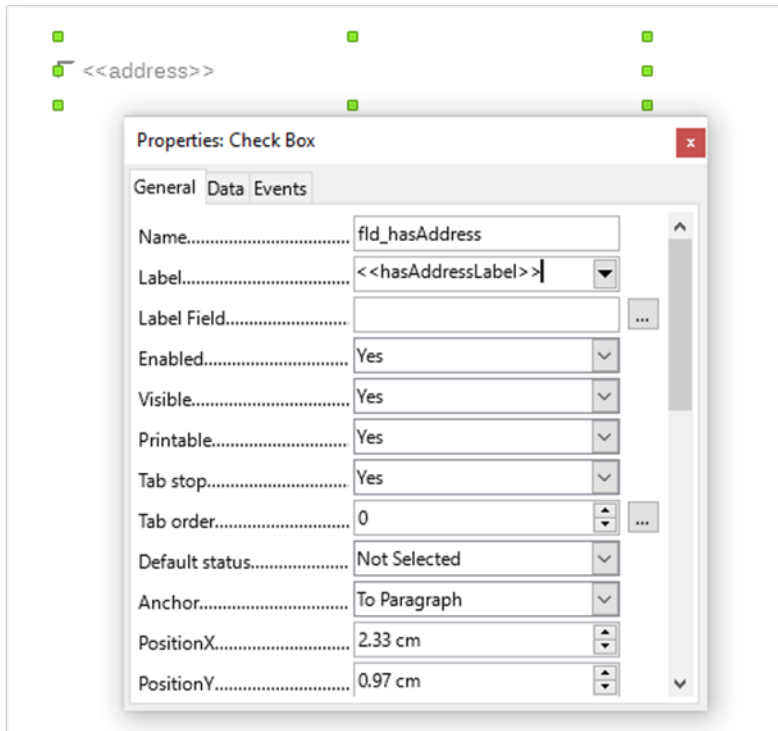 <<address>>
Properties: Check Box
x
General Data Events
Name................................. fld_hasAddress
Label.................................. <<hasAddressLabel>>
Label Field......................... ...
Enabled.............................. Yes
Visible................................ Yes
Printable............................ Yes
Tab stop............................. Yes
Tab order........................... 0 ...
Default status.................... Not Selected
Anchor............................... To Paragraph
PositionX............................ 2.33 cm
PositionY............................ 0.97 cm